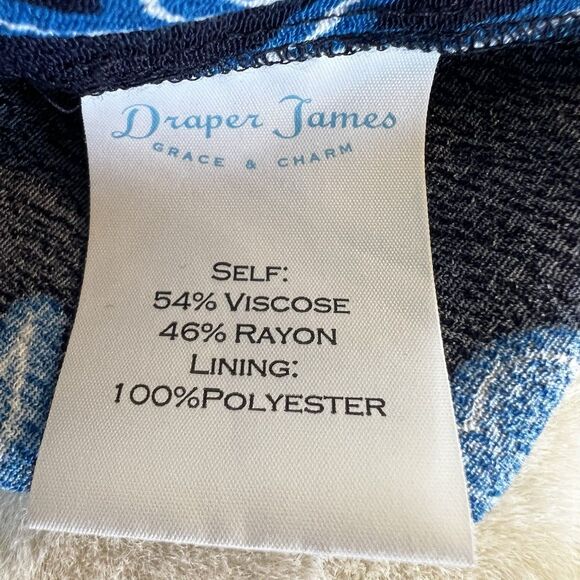 Draper James
GRACE & CHARM
SELF:
54% VISCOSE
46% RAYON
LINING:
100%POLYESTER